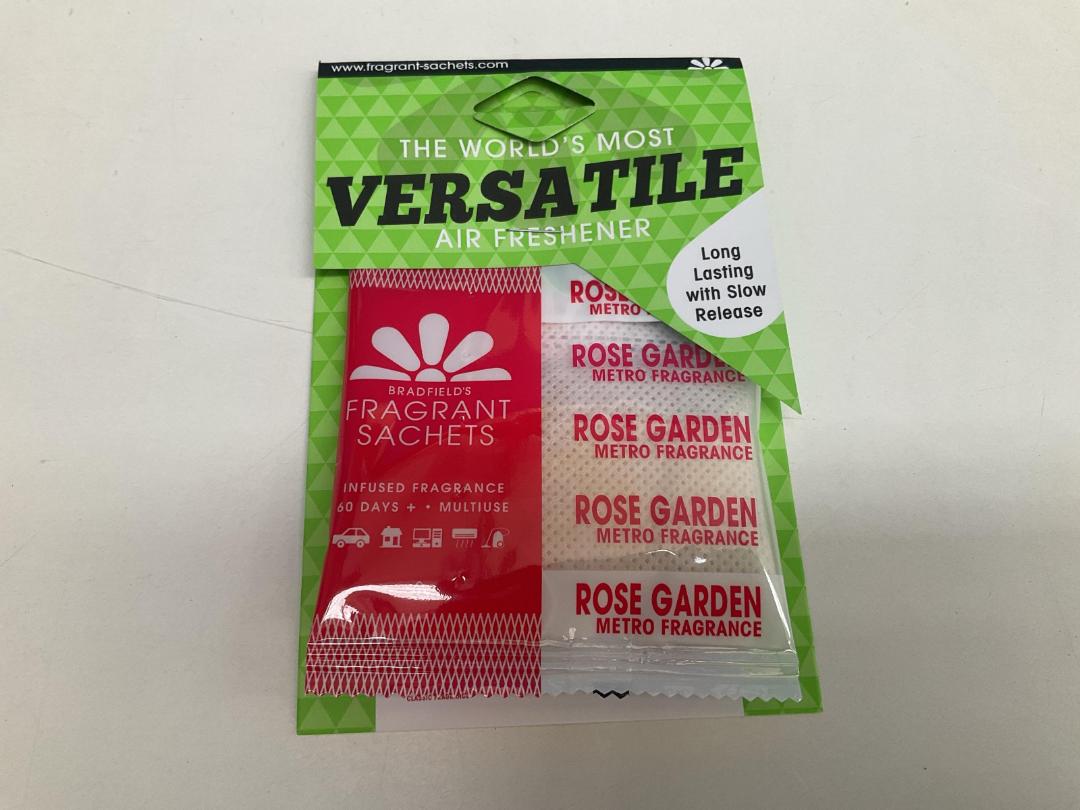 www.fragrant-sachets.com
THE WORLD'S MOST
VERSATILE
AIR FRESHENER
Long
Lasting
with Slow
Release
BRADFIELD'S
FRAGRANT
SACHETS
INFUSED FRAGRANCE
60 DAYS + • MULTIUSE
METRO
ROSE
METRO FRAGRANCE
ROSE GARDEN
METRO FRAGRANCE
ROSE GARDEN
METRO FRAGRANCE
ROSE GARDEN
METRO FRAGRANCE